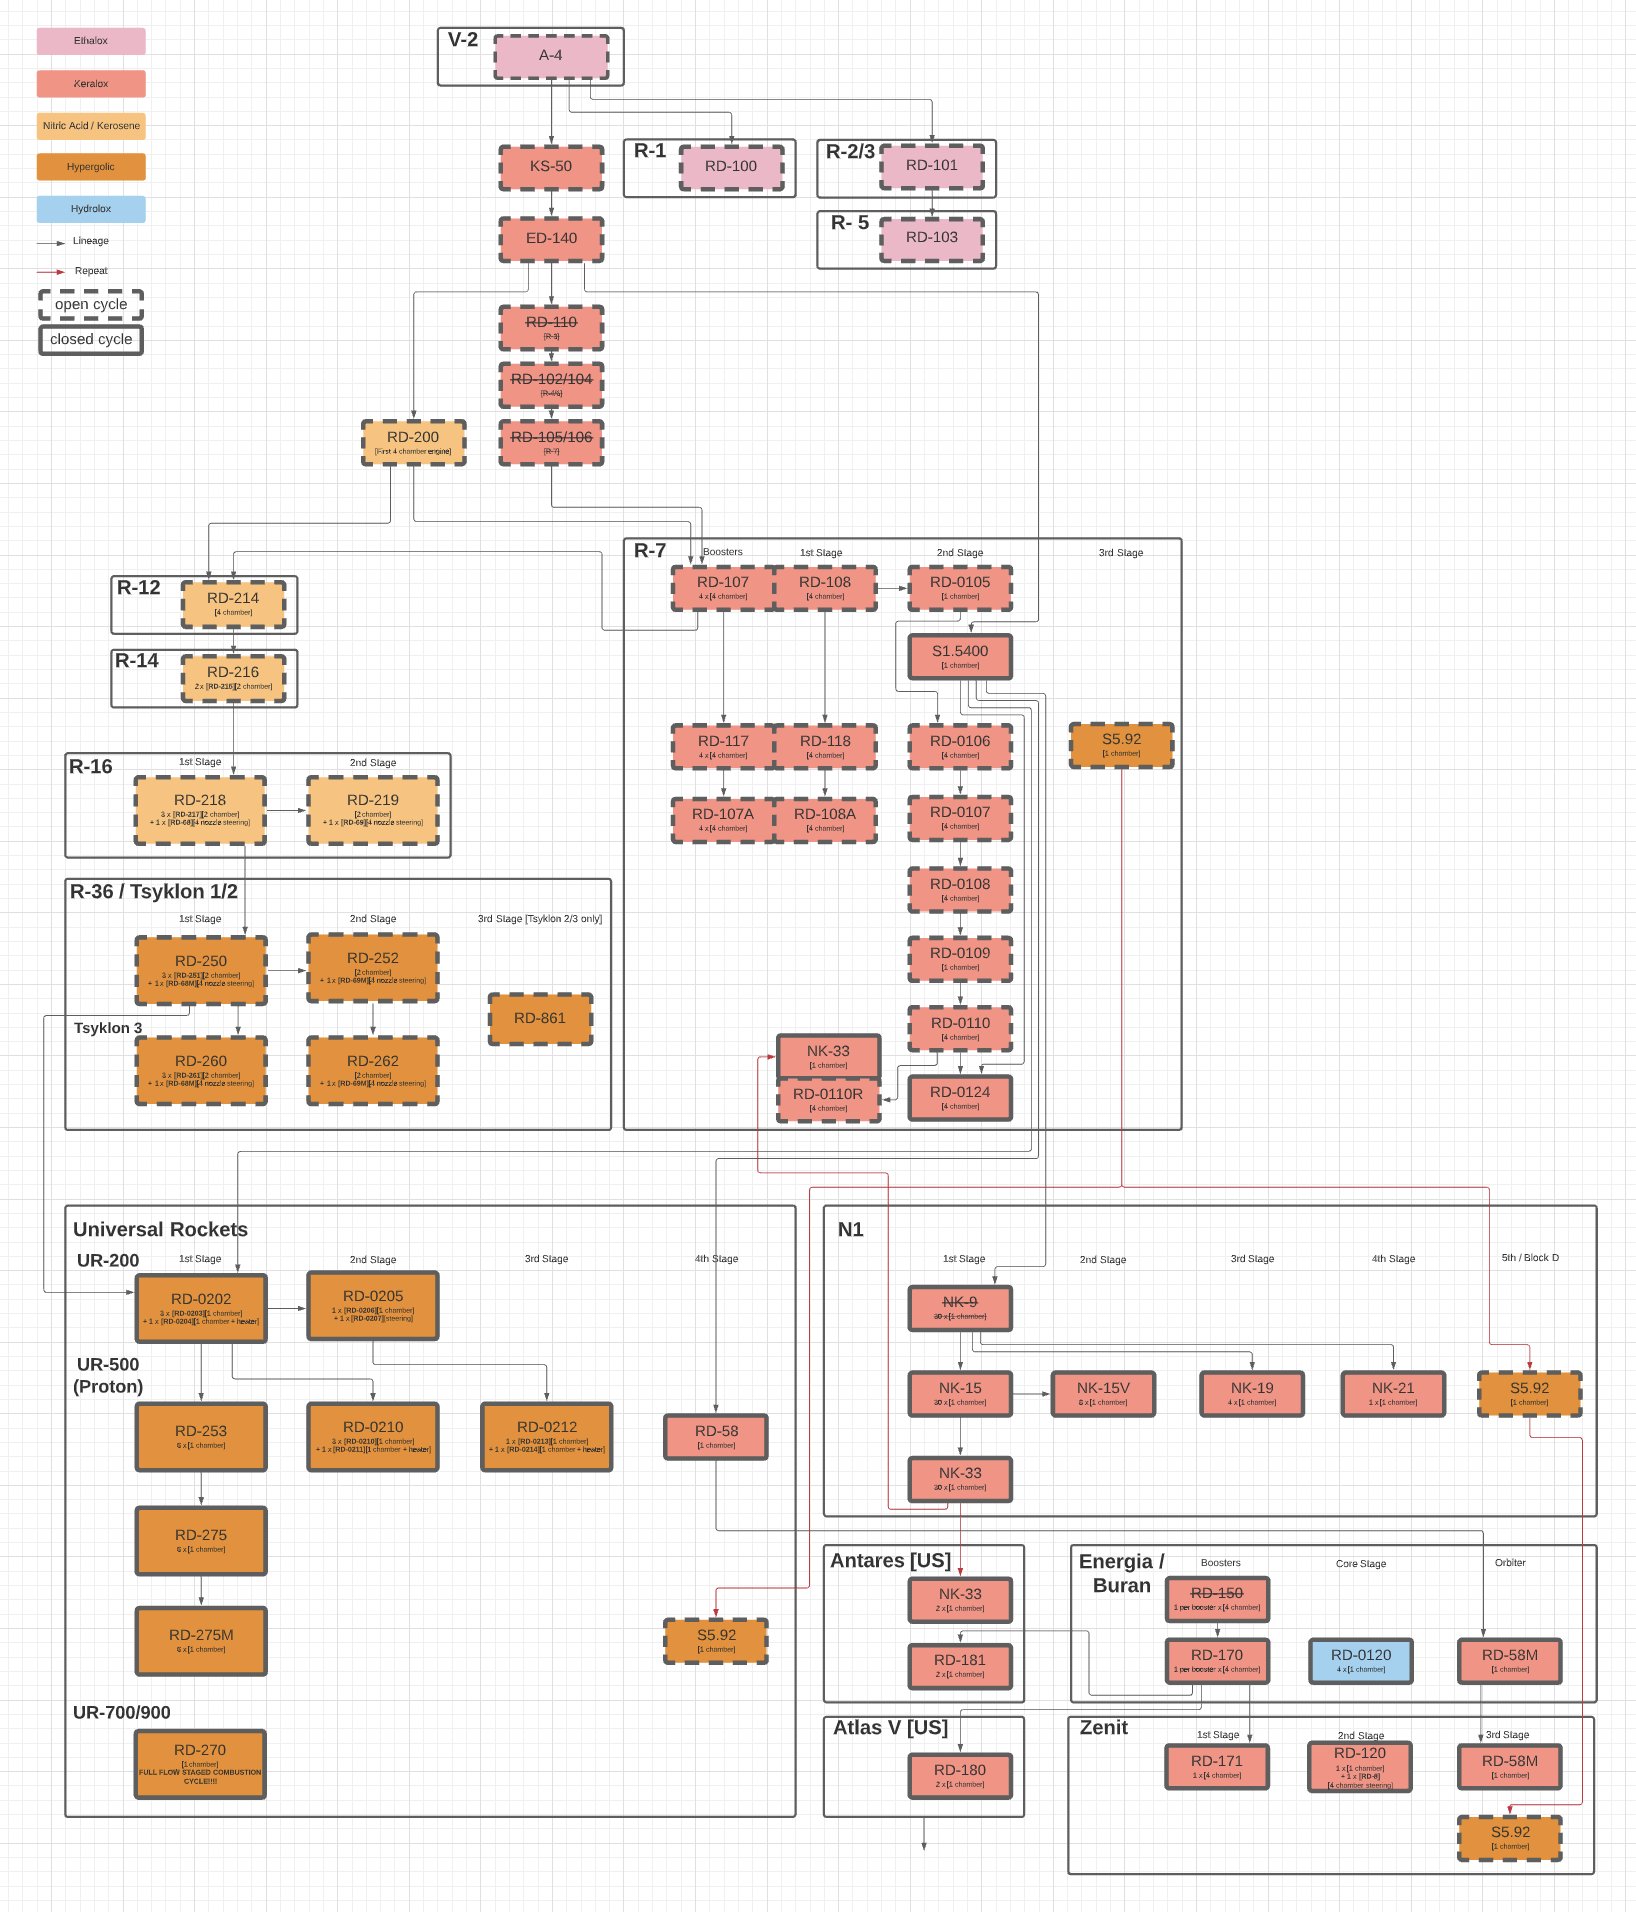 Ethalox
Keralox
Nitric Acid / Kerosene
Hypergolic
Hydrolox
Lineage
Repeat
open cycle
closed cycle
V-2
A-4
KS-50
R-1
RD-100
R-2/3
RD-101
ED-140
R- 5
RD-103
RD-110
[R-3]
RD-102/104
RD-200
[First 4 chamber engine]
RD-105/106
[R-7]
R-7
Boosters
1st Stage
2nd Stage
3rd Stage
RD-107
4 x [4 chamber]
RD-108
[4 chamber]
RD-0105
[1 chamber]
S1.5400
[1 chamber]
RD-117
4 x [4 chamber]
RD-118
[4 chamber]
RD-0106
[4 chamber]
S5.92
[1 chamber]
RD-107A
4 x [4 chamber]
RD-108A
[4 chamber]
RD-0107
[4 chamber]
RD-0108
[4 chamber]
RD-0109
[1 chamber]
RD-0110
[4 chamber]
NK-33
[1 chamber]
RD-0110R
[4 chamber]
RD-0124
[4 chamber]
R-12
RD-214
[4 chamber]
R-14
RD-216
2 x [RD-215][2 chamber]
R-16
1st Stage
2nd Stage
RD-218
3 x [RD-217][2 chamber]
+ 1 x [RD-68][4 nozzle steering]
RD-219
[2 chamber]
+ 1 x [RD-69][4 nozzle steering]
R-36 / Tsyklon 1/2
1st Stage
2nd Stage
3rd Stage [Tsyklon 2/3 only]
RD-250
3 x [RD-251][2 chamber]
+ 1 x [RD-68M][4 nozzle steering]
RD-252
[2 chamber]
+ 1 x [RD-69M][4 nozzle steering]
RD-861
Tsyklon 3
RD-260
3 x [RD-261][2 chamber]
+ 1 x [RD-68M][4 nozzle steering]
RD-262
[2 chamber]
+ 1 x [RD-69M][4 nozzle steering]
Universal Rockets
UR-200
1st Stage
2nd Stage
3rd Stage
4th Stage
RD-0202
3 x [RD-0203][1 chamber]
+ 1 x [RD-0204][1 chamber + heater]
RD-0205
1 x [RD-0206][1 chamber]
+ 1 x [RD-0207][steering]
UR-500
(Proton)
RD-253
6 x [1 chamber]
RD-0210
3 x [RD-0210][1 chamber]
+ 1 x [RD-0211][1 chamber + heater]
RD-0212
1 x [RD-0213][1 chamber]
+ 1 x [RD-0214][1 chamber + heater]
RD-58
[1 chamber]
RD-275
6 x [1 chamber]
RD-275M
6 x [1 chamber]
S5.92
[1 chamber]
UR-700/900
RD-270
[1 chamber]
FULL FLOW STAGED COMBUSTION
CYCLE!!!!
N1
1st Stage
2nd Stage
3rd Stage
4th Stage
5th / Block D
NK-9
30 x [1 chamber]
NK-15
30 x [1 chamber]
NK-15V
8 x [1 chamber]
NK-19
4 x [1 chamber]
NK-21
1 x [1 chamber]
S5.92
[1 chamber]
NK-33
30 x [1 chamber]
Antares [US]
NK-33
2 x [1 chamber]
RD-181
2 x [1 chamber]
Atlas V [US]
RD-180
2 x [1 chamber]
Energia /
Buran
Boosters
Core Stage
Orbiter
RD-150
1 per booster x [4 chamber]
RD-170
1 per booster x [4 chamber]
RD-0120
4 x [1 chamber]
RD-58M
[1 chamber]
Zenit
1st Stage
2nd Stage
3rd Stage
RD-171
1 x [4 chamber]
RD-120
1 x [1 chamber]
+ 1 x [RD-8]
[4 chamber steering]
RD-58M
[1 chamber]
S5.92
[1 chamber]